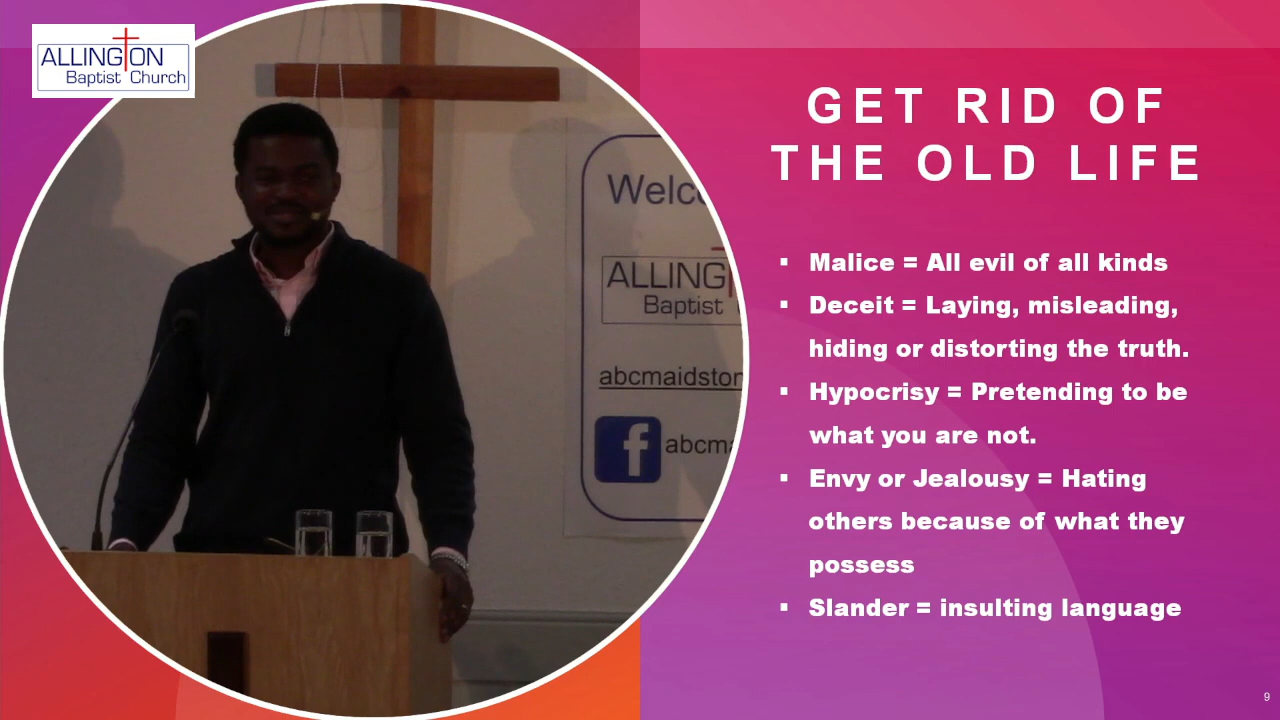 ALLINGTON
Baptist Church
GET RID OF
THE OLD LIFE
▪ Malice = All evil of all kinds
▪ Deceit = Laying, misleading,
hiding or distorting the truth.
▪ Hypocrisy = Pretending to be
what you are not.
▪ Envy or Jealousy = Hating
others because of what they
possess
▪ Slander = insulting language
Welc
ALLINGT
Baptist
abcmaidston
f abcma
9